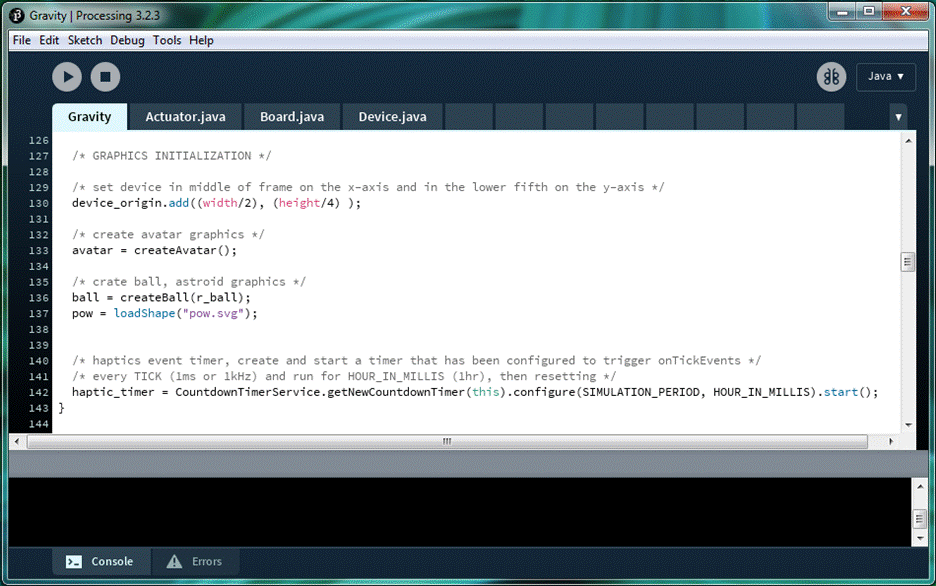 Gravity | Processing 3.2.3
File Edit Sketch Debug Tools Help
Java ▼
Gravity Actuator.java Board.java Device.java ▼
126
127 /* GRAPHICS INITIALIZATION */
128
129 /* set device in middle of frame on the x-axis and in the lower fifth on the y-axis */
130 device_origin.add((width/2), (height/4) );
131
132 /* create avatar graphics */
133 avatar = createAvatar();
134
135 /* crate ball, astroid graphics */
136 ball = createBall(r_ball);
137 pow = loadShape("pow.svg");
138
139
140 /* haptics event timer, create and start a timer that has been configured to trigger onTickEvents */
141 /* every TICK (1ms or 1kHz) and run for HOUR_IN_MILLIS (1hr), then resetting */
142 haptic_timer = CountdownTimerService.getNewCountdownTimer(this).configure(SIMULATION_PERIOD, HOUR_IN_MILLIS).start();
143 }
144
Console Errors